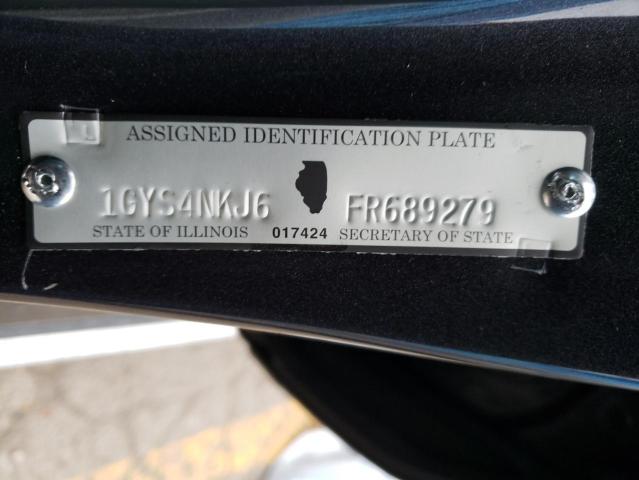 ASSIGNED IDENTIFICATION PLATE
1GYS4NKJ6 FR689279
STATE OF ILLINOIS 017424 SECRETARY OF STATE